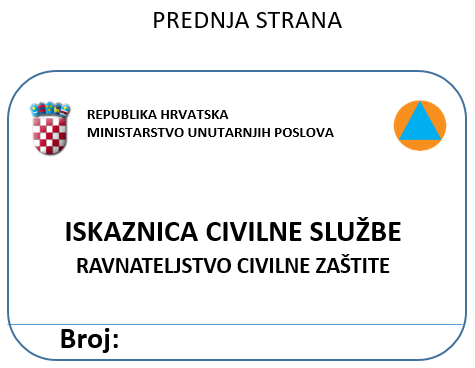 PREDNJA STRANA
REPUBLIKA HRVATSKA
MINISTARSTVO UNUTARNJIH POSLOVA
ISKAZNICA CIVILNE SLUŽBE
RAVNATELJSTVO CIVILNE ZAŠTITE
Broj: